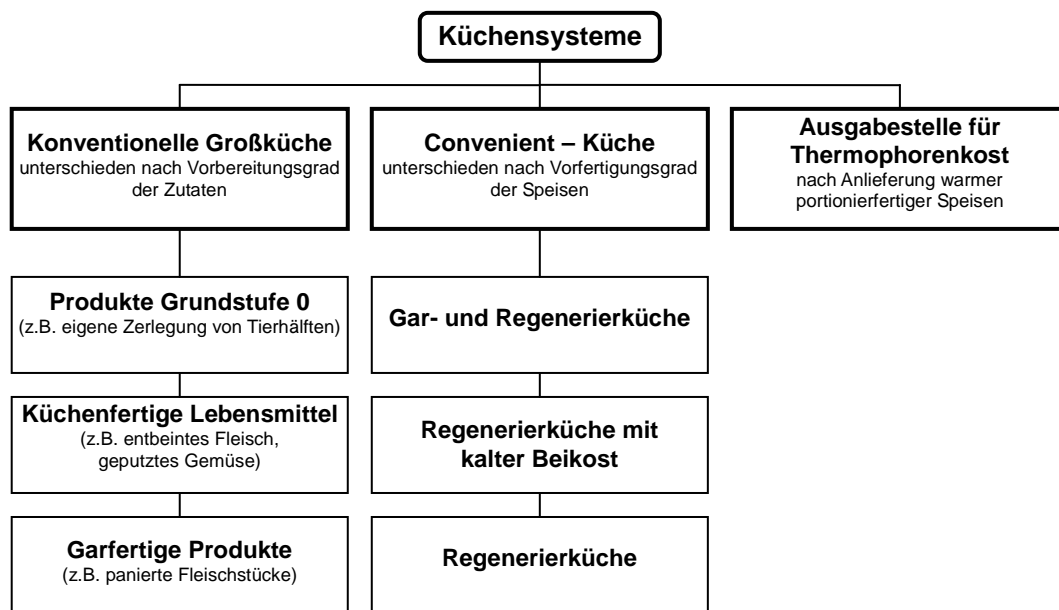 Küchensysteme
Konventionelle Großküche
unterschieden nach Vorbereitungsgrad
der Zutaten
Convenient – Küche
unterschieden nach Vorfertigungsgrad
der Speisen
Ausgabestelle für
Thermophorenkost
nach Anlieferung warmer
portionierfertiger Speisen
Produkte Grundstufe 0
(z.B. eigene Zerlegung von Tierhälften)
Gar- und Regenerierküche
Küchenfertige Lebensmittel
(z.B. entbeintes Fleisch,
geputztes Gemüse)
Regenerierküche mit
kalter Beikost
Garfertige Produkte
(z.B. panierte Fleischstücke)
Regenerierküche